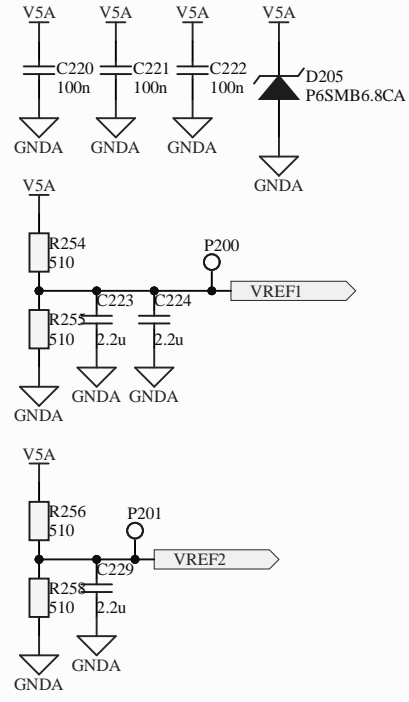 V5A V5A V5A V5A
C220 C221 C222 D205
100n 100n 100n P6SMB6.8CA
GNDA GNDA GNDA GNDA
V5A
R254 P200
510
C223 C224 VREF1
R255
510 2.2u 2.2u
GNDA GNDA GNDA
V5A
R256 P201
510
C229 VREF2
R258
510 2.2u
GNDA
GNDA